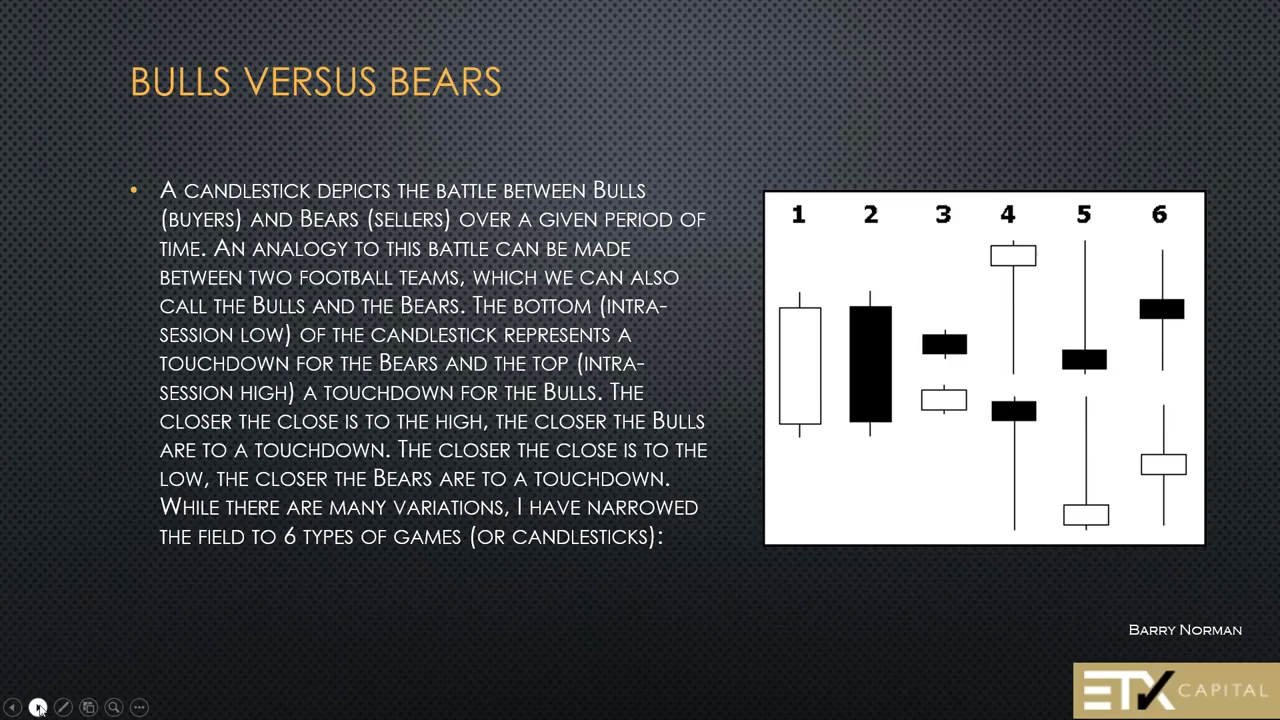 BULLS VERSUS BEARS
• A CANDLESTICK DEPICTS THE BATTLE BETWEEN BULLS
(BUYERS) AND BEARS (SELLERS) OVER A GIVEN PERIOD OF
TIME. AN ANALOGY TO THIS BATTLE CAN BE MADE
BETWEEN TWO FOOTBALL TEAMS, WHICH WE CAN ALSO
CALL THE BULLS AND THE BEARS. THE BOTTOM (INTRA-
SESSION LOW) OF THE CANDLESTICK REPRESENTS A
TOUCHDOWN FOR THE BEARS AND THE TOP (INTRA-
SESSION HIGH) A TOUCHDOWN FOR THE BULLS. THE
CLOSER THE CLOSE IS TO THE HIGH, THE CLOSER THE BULLS
ARE TO A TOUCHDOWN. THE CLOSER THE CLOSE IS TO THE
LOW, THE CLOSER THE BEARS ARE TO A TOUCHDOWN.
WHILE THERE ARE MANY VARIATIONS, I HAVE NARROWED
THE FIELD TO 6 TYPES OF GAMES (OR CANDLESTICKS):
1 2 3 4 5 6
BARRY NORMAN
ETX CAPITAL